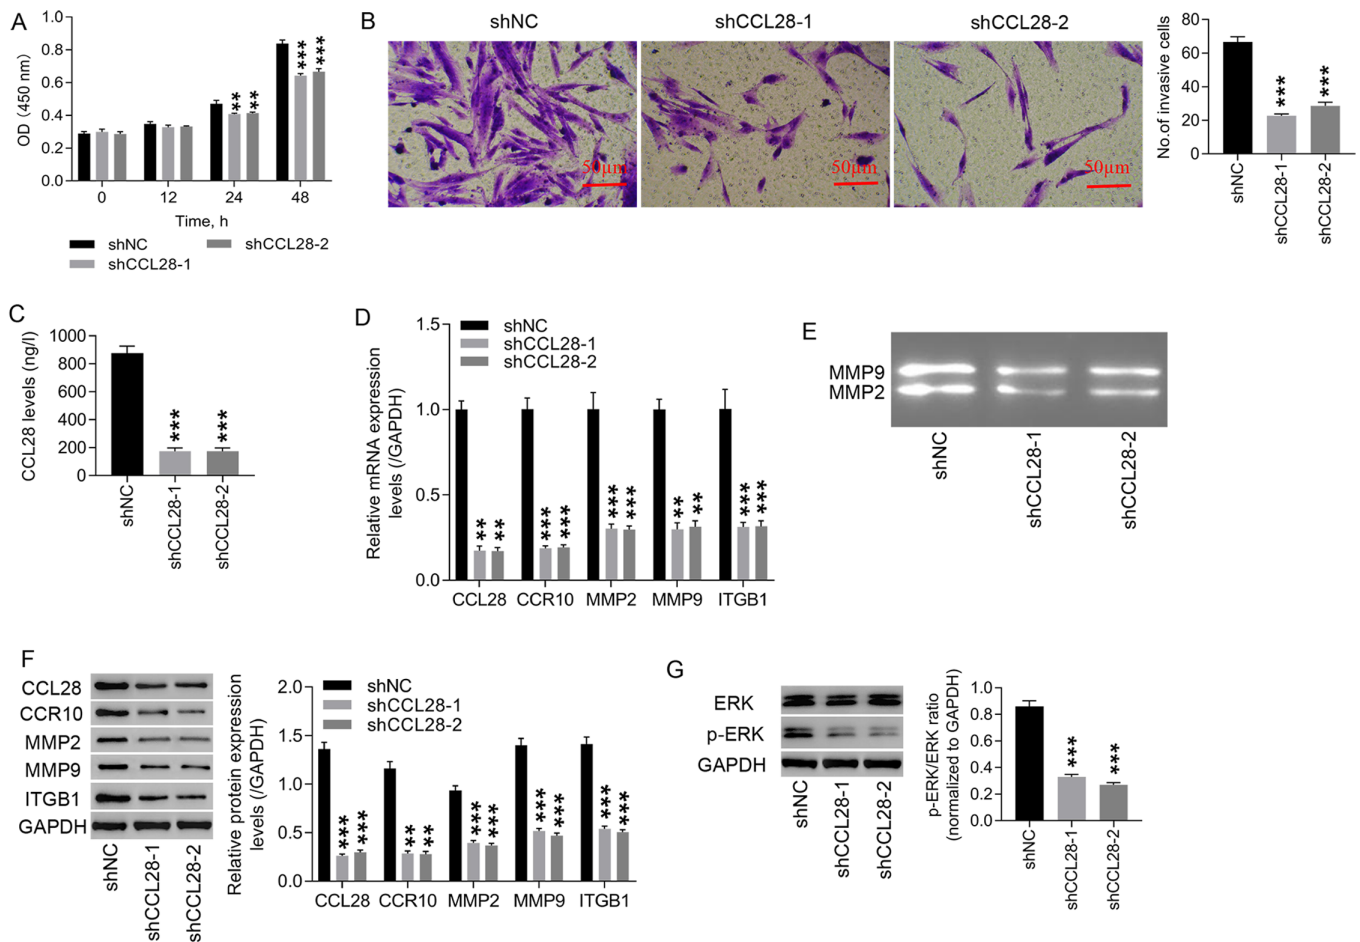 A
OD (450 nm)
1.0
0.8
0.6
0.4
0.2
** **
*** ***
0 12 24 48
Time, h
shNC
shCCL28-1
shCCL28-2
B
shNC shCCL28-1 shCCL28-2
50μm 50μm 50μm
No.of invasive cells
80
60
40
20
0
*** ***
shNC shCCL28-1 shCCL28-2
C
CCL28 levels (ng/l)
1000
800
600
400
200
0
*** ***
shNC shCCL28-1 shCCL28-2
D
Relative mRNA expression
levels (/GAPDH)
1.5
1.0
0.5
0.0
shNC
shCCL28-1
shCCL28-2
** ** *** *** *** *** ** ** *** ***
CCL28 CCR10 MMP2 MMP9 ITGB1
E
MMP9
MMP2
shNC shCCL28-1 shCCL28-2
F
CCL28
CCR10
MMP2
MMP9
ITGB1
GAPDH
shNC shCCL28-1 shCCL28-2
Relative protein expression
levels (/GAPDH)
2.0
1.5
1.0
0.5
0.0
shNC
shCCL28-1
shCCL28-2
*** *** ** ** *** *** *** *** *** ***
CCL28 CCR10 MMP2 MMP9 ITGB1
G
ERK
p-ERK
GAPDH
shNC shCCL28-1 shCCL28-2
p-ERK/ERK ratio
(normalized to GAPDH)
1.0
0.8
0.6
0.4
0.2
0.0
*** ***
shNC shCCL28-1 shCCL28-2